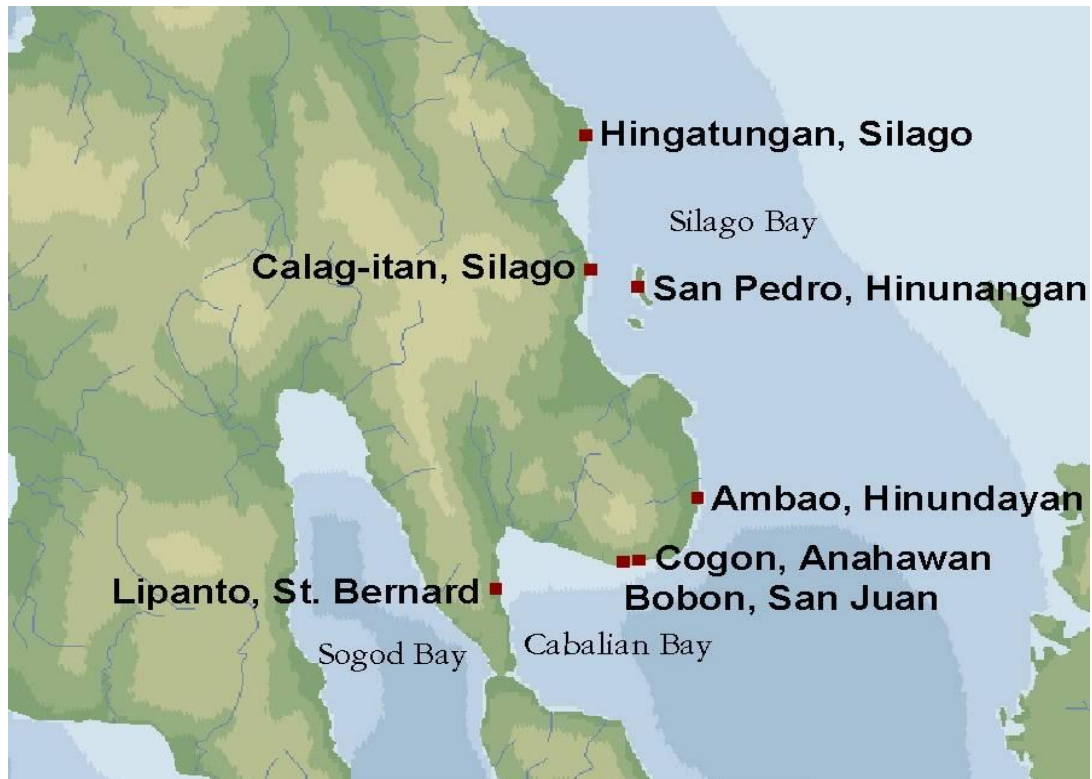 Hingatungan, Silago
Silago Bay
Calag-itan, Silago
San Pedro, Hinunangan
Ambao, Hinundayan
Cogon, Anahawan
Lipanto, St. Bernard
Bobon, San Juan
Sogod Bay
Cabalian Bay